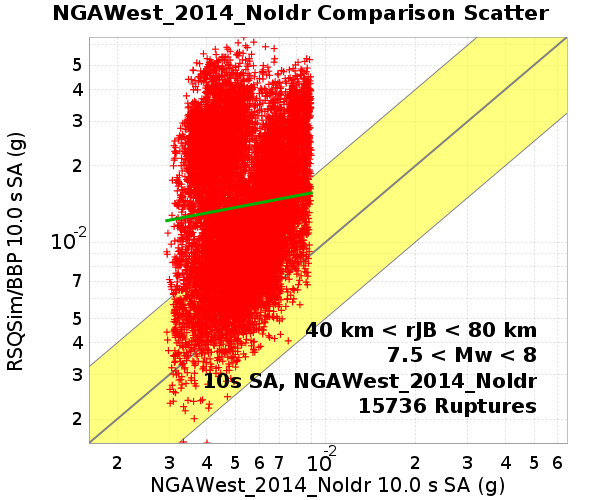 NGAWest_2014_NoIdr Comparison Scatter
RSQSim/BBP 10.0 s SA (g)
5
4
3
2
10-2
7
5
4
3
2
40 km < rJB < 80 km
7.5 < Mw < 8
10s SA, NGAWest_2014_NoIdr
15736 Ruptures
2 3 4 5 6 7 10-2 2 3 4 5 6
NGAWest_2014_NoIdr 10.0 s SA (g)